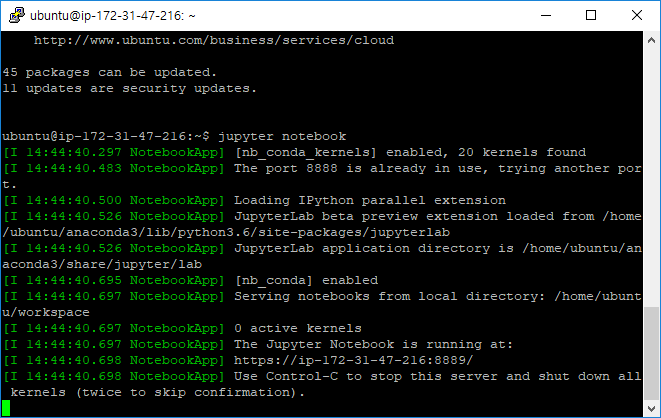 ubuntu@ip-172-31-47-216: ~
http://www.ubuntu.com/business/services/cloud
45 packages can be updated.
11 updates are security updates.
ubuntu@ip-172-31-47-216:~$ jupyter notebook
[I 14:44:40.297 NotebookApp] [nb_conda_kernels] enabled, 20 kernels found
[I 14:44:40.483 NotebookApp] The port 8888 is already in use, trying another por
t.
[I 14:44:40.500 NotebookApp] Loading IPython parallel extension
[I 14:44:40.526 NotebookApp] JupyterLab beta preview extension loaded from /home
/ubuntu/anaconda3/lib/python3.6/site-packages/jupyterlab
[I 14:44:40.526 NotebookApp] JupyterLab application directory is /home/ubuntu/an
aconda3/share/jupyter/lab
[I 14:44:40.695 NotebookApp] [nb_conda] enabled
[I 14:44:40.697 NotebookApp] Serving notebooks from local directory: /home/ubunt
u/workspace
[I 14:44:40.697 NotebookApp] 0 active kernels
[I 14:44:40.697 NotebookApp] The Jupyter Notebook is running at:
[I 14:44:40.698 NotebookApp] https://ip-172-31-47-216:8889/
[I 14:44:40.698 NotebookApp] Use Control-C to stop this server and shut down all
kernels (twice to skip confirmation).